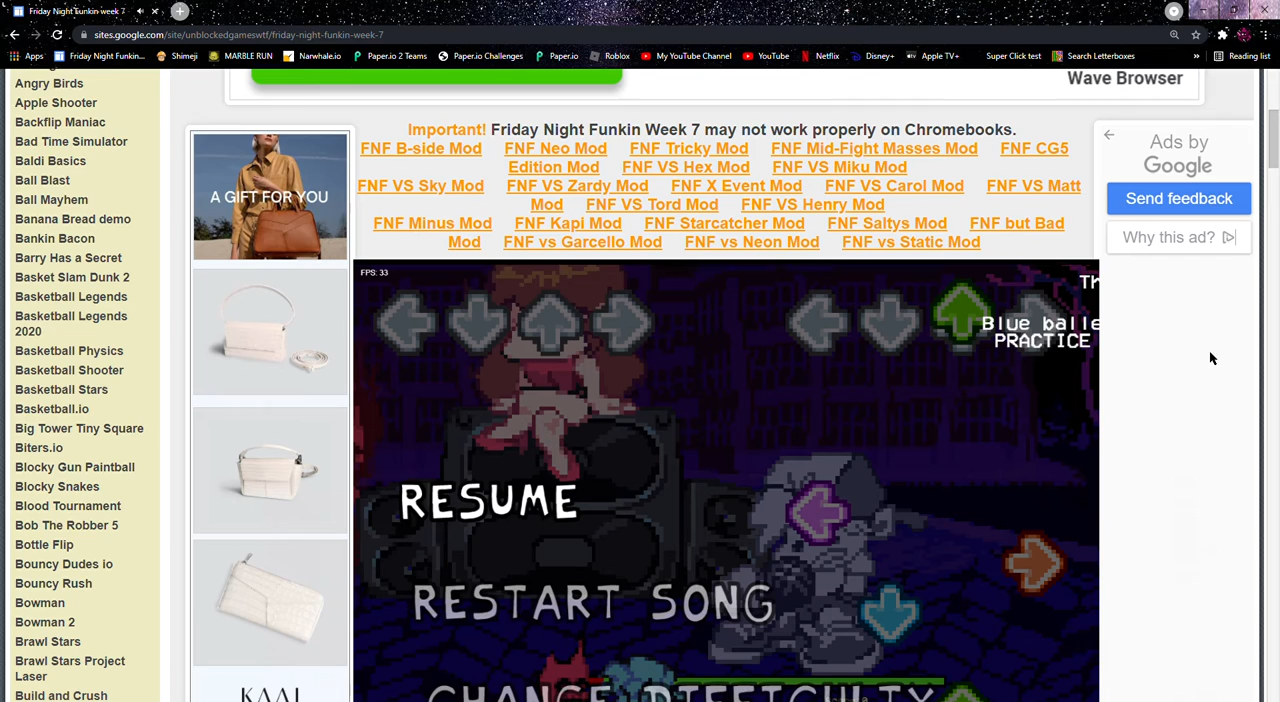 Friday Night Funkin week 7
sites.google.com/site/unblockedgameswtf/friday-night-funkin-week-7
Apps Friday Night Funkin... Shimeji MARBLE RUN Narwhale.io Paper.io 2 Teams Paper.io Challenges Paper.io Roblox My YouTube Channel YouTube Netflix Disney+ Apple TV+ Super Click test Search Letterboxes » Reading list
Angry Birds
Apple Shooter
Backflip Maniac
Bad Time Simulator
Baldi Basics
Ball Blast
Ball Mayhem
Banana Bread demo
Bankin Bacon
Barry Has a Secret
Basket Slam Dunk 2
Basketball Legends
Basketball Legends
2020
Basketball Physics
Basketball Shooter
Basketball Stars
Basketball.io
Big Tower Tiny Square
Biters.io
Blocky Gun Paintball
Blocky Snakes
Blood Tournament
Bob The Robber 5
Bottle Flip
Bouncy Dudes io
Bouncy Rush
Bowman
Bowman 2
Brawl Stars
Brawl Stars Project
Laser
Build and Crush
Wave Browser
A GIFT FOR YOU
Important! Friday Night Funkin Week 7 may not work properly on Chromebooks.
FNF B-side Mod FNF Neo Mod FNF Tricky Mod FNF Mid-Fight Masses Mod FNF CG5
Edition Mod FNF VS Hex Mod FNF VS Miku Mod
FNF VS Sky Mod FNF VS Zardy Mod FNF X Event Mod FNF VS Carol Mod FNF VS Matt
Mod FNF VS Tord Mod FNF VS Henry Mod
FNF Minus Mod FNF Kapi Mod FNF Starcatcher Mod FNF Saltys Mod FNF but Bad
Mod FNF vs Garcello Mod FNF vs Neon Mod FNF vs Static Mod
FPS: 33
Th
Blue balle
PRACTICE
RESUME
RESTART SONG
CHANGE DIFFICULTY
Ads by
Google
Send feedback
Why this ad?